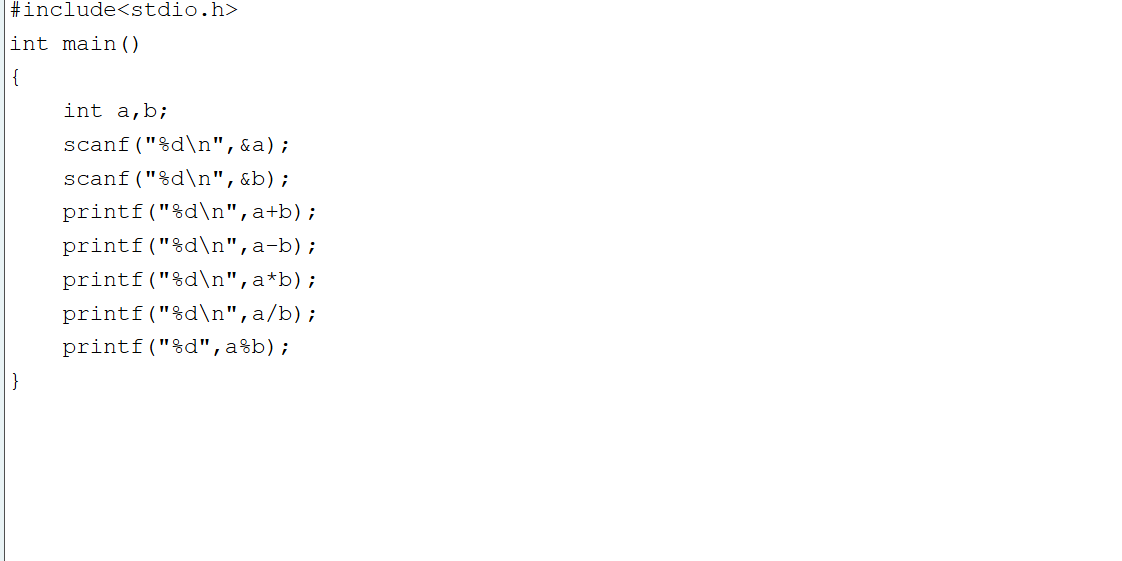 #include<stdio.h>
int main()
{
    int a,b;
    scanf("%d\n",&a);
    scanf("%d\n",&b);
    printf("%d\n",a+b);
    printf("%d\n",a-b);
    printf("%d\n",a*b);
    printf("%d\n",a/b);
    printf("%d",a%b);
}